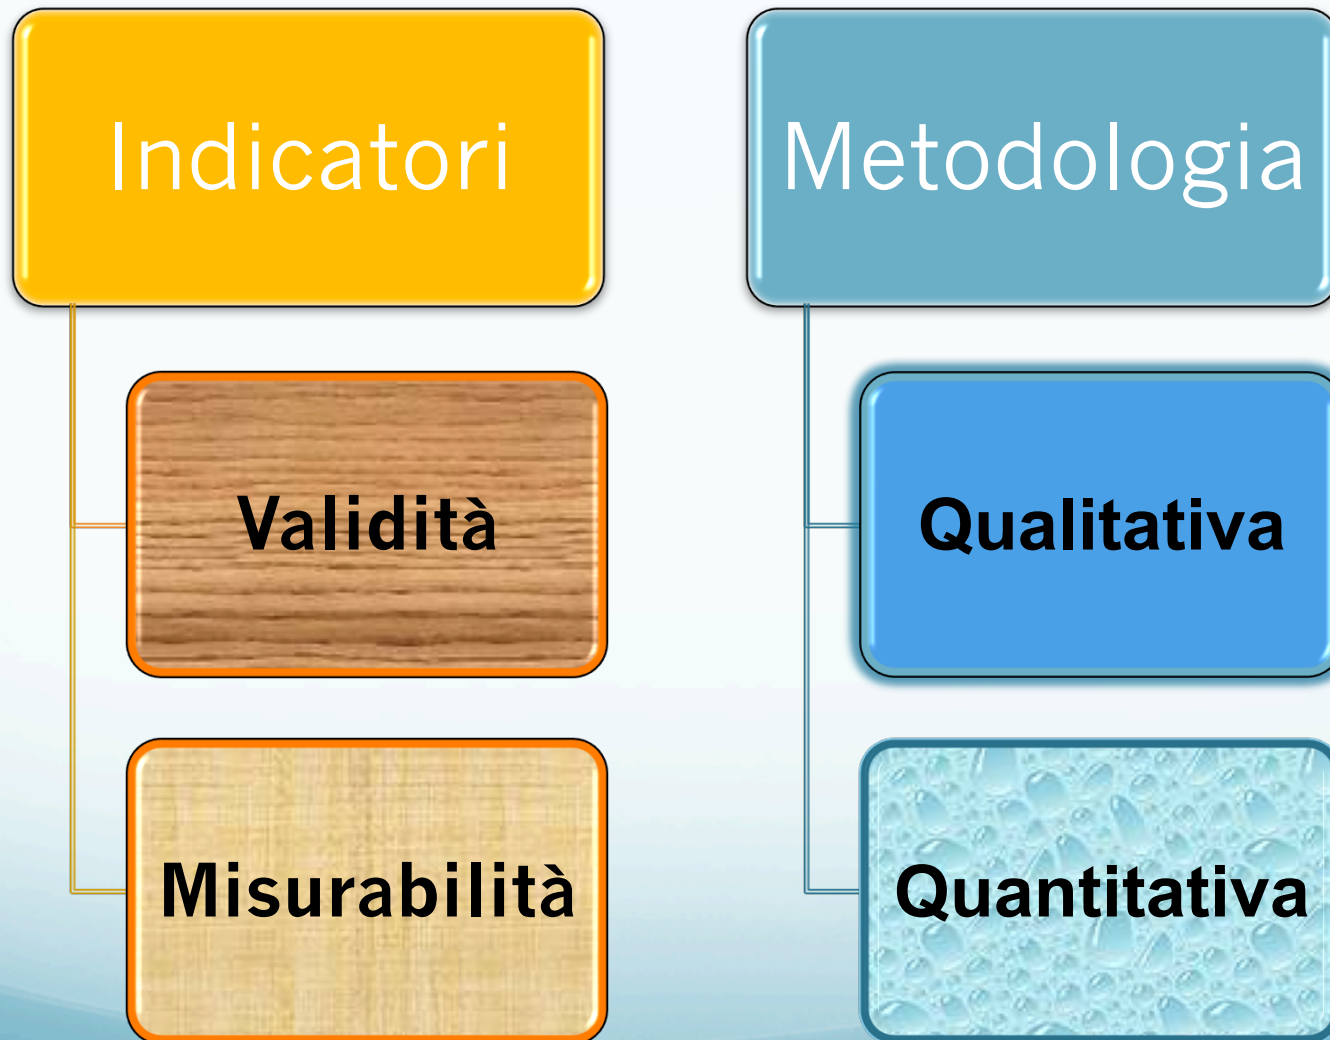 Indicatori
Validità
Misurabilità
Metodologia
Qualitativa
Quantitativa